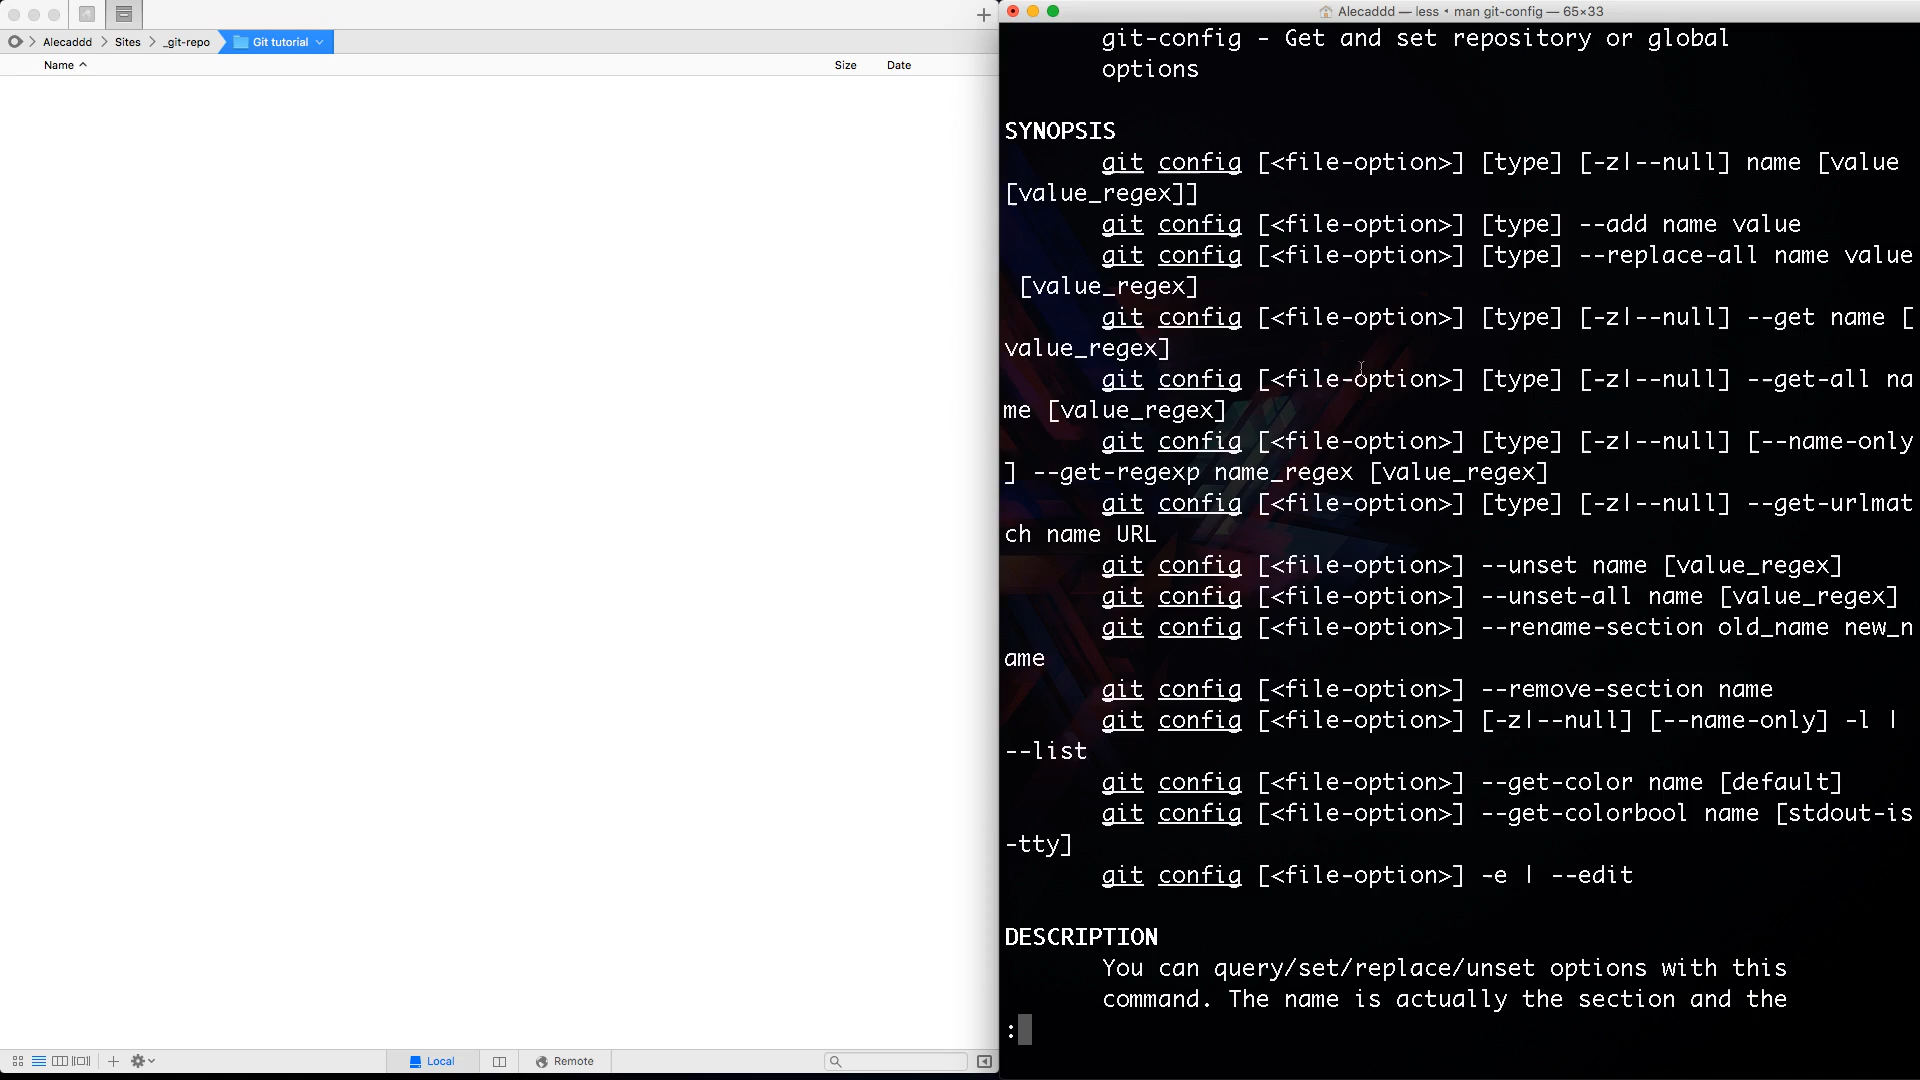 Alecaddd Sites _git-repo Git tutorial
Name Size Date
Local Remote
Alecaddd — less • man git-config — 65×33
git-config - Get and set repository or global
options
SYNOPSIS
git config [<file-option>] [type] [-z|--null] name [value
[value_regex]]
git config [<file-option>] [type] --add name value
git config [<file-option>] [type] --replace-all name value
[value_regex]
git config [<file-option>] [type] [-z|--null] --get name [
value_regex]
git config [<file-option>] [type] [-z|--null] --get-all na
me [value_regex]
git config [<file-option>] [type] [-z|--null] [--name-only
] --get-regexp name_regex [value_regex]
git config [<file-option>] [type] [-z|--null] --get-urlmat
ch name URL
git config [<file-option>] --unset name [value_regex]
git config [<file-option>] --unset-all name [value_regex]
git config [<file-option>] --rename-section old_name new_n
ame
git config [<file-option>] --remove-section name
git config [<file-option>] [-z|--null] [--name-only] -l |
--list
git config [<file-option>] --get-color name [default]
git config [<file-option>] --get-colorbool name [stdout-is
-tty]
git config [<file-option>] -e | --edit
DESCRIPTION
You can query/set/replace/unset options with this
command. The name is actually the section and the
: